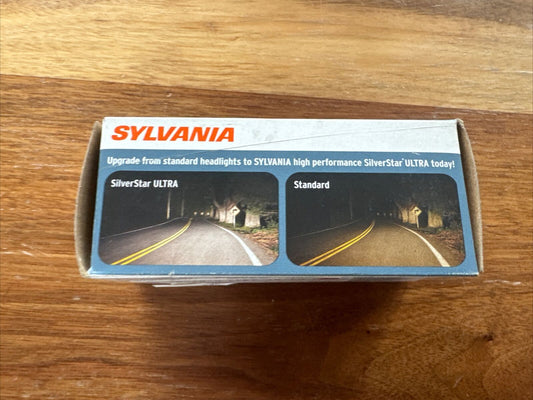 SYLVANIA
Upgrade from standard headlights to SYLVANIA high performance SilverStar® ULTRA today!
SilverStar ULTRA
Standard